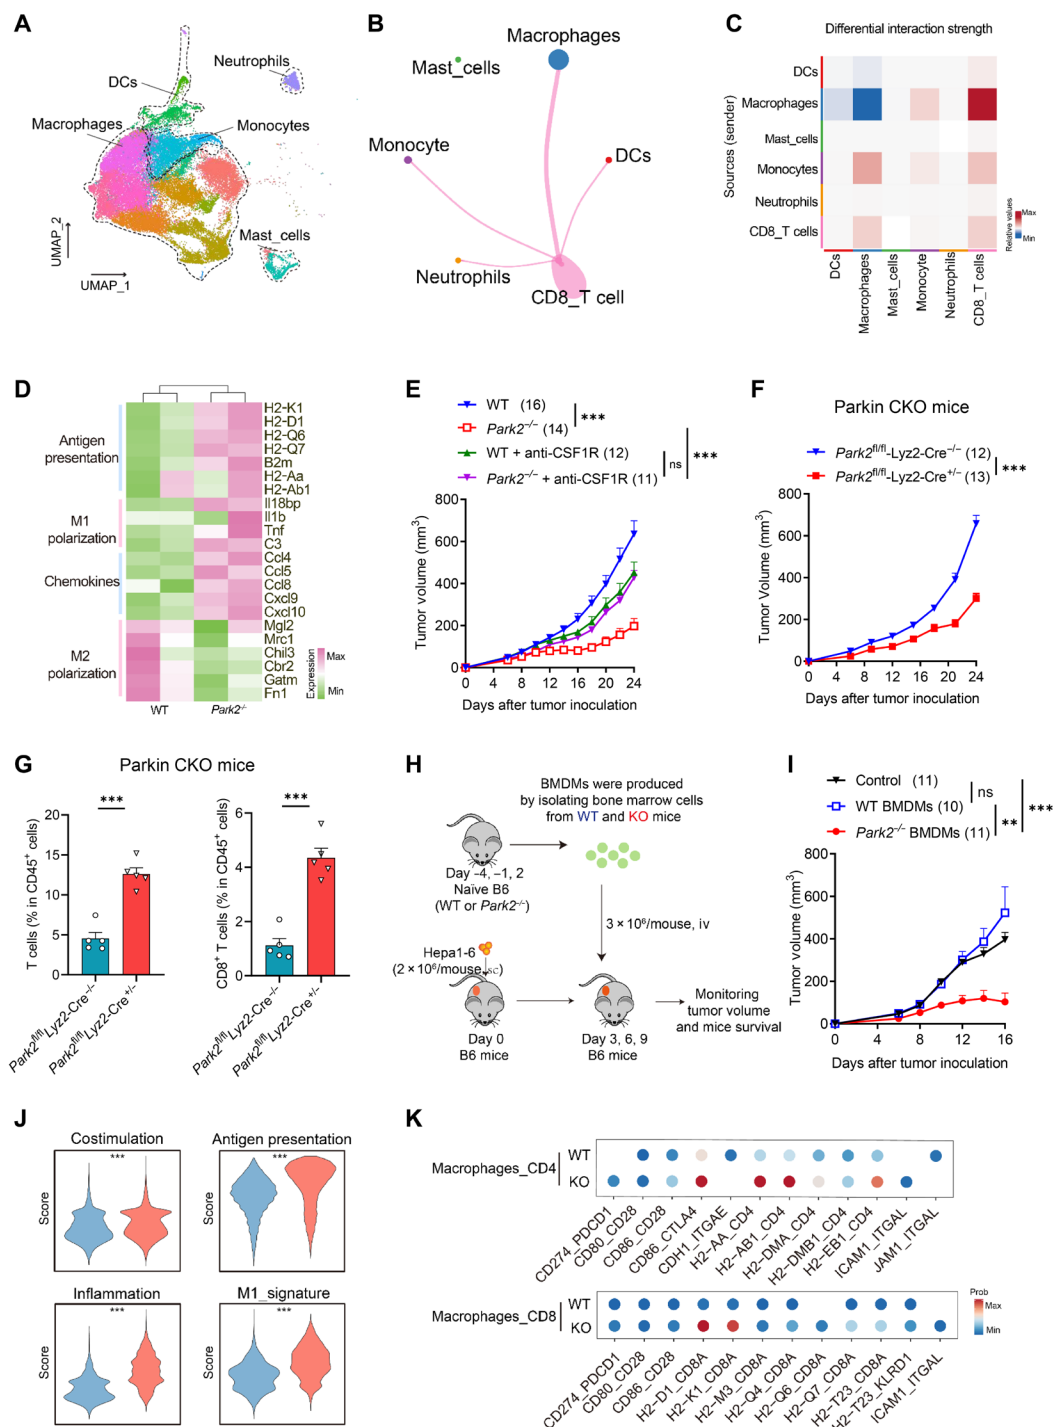 A
Neutrophils
DCs
Macrophages
Monocytes
Mast_cells
UMAP_2
UMAP_1
B
Macrophages
Mast_cells
Monocyte
DCs
Neutrophils
CD8_T cell
C
Differential interaction strength
Sources (sender)
DCs
Macrophages
Mast_cells
Monocytes
Neutrophils
CD8_T cells
DCs
Macrophages
Mast_cells
Monocyte
Neutrophils
CD8_T cells
Relative values
Max
Min
D
Antigen
presentation
M1
polarization
Chemokines
M2
polarization
H2-K1
H2-D1
H2-Q6
H2-Q7
B2m
H2-Aa
H2-Ab1
Il18bp
Il1b
Tnf
C3
Ccl4
Ccl5
Ccl8
Cxcl9
Cxcl10
Mgl2
Mrc1
Chil3
Cbr2
Gatm
Fn1
Expression
Max
Min
WT
Park2-/-
E
WT (16)
Park2−/− (14)
WT + anti-CSF1R (12)
Park2−/− + anti-CSF1R (11)
***
ns
***
Tumor volume (mm3)
800
600
400
200
0
0 4 8 12 16 20 24
Days after tumor inoculation
F
Parkin CKO mice
Park2fl/fl-Lyz2-Cre−/− (12)
Park2fl/fl-Lyz2-Cre+/− (13)
***
Tumor Volume (mm3)
800
600
400
200
0
0 4 8 12 16 20 24
Days after tumor inoculation
G
Parkin CKO mice
T cells (% in CD45+ cells)
20
15
10
5
0
***
Park2fl/flLyz2-Cre−/−
Park2fl/flLyz2-Cre+/−
CD8+ T cells (% in CD45+ cells)
6
4
2
0
***
Park2fl/flLyz2-Cre−/−
Park2fl/flLyz2-Cre+/−
H
BMDMs were produced
by isolating bone marrow cells
from WT and KO mice
Day −4, −1, 2
Naïve B6
(WT or Park2-/-)
3 × 106/mouse, iv
Hepa1-6
(2 × 106/mouse, sc)
Day 0
B6 mice
Day 3, 6, 9
B6 mice
Monitoring
tumor volume
and mice survival
I
Control (11)
WT BMDMs (10)
Park2−/− BMDMs (11)
ns
**
***
Tumor volume (mm3)
800
600
400
200
0
0 4 8 12 16
Days after tumor inoculation
J
Costimulation
***
Score
Antigen presentation
***
Score
Inflammation
***
Score
M1_signature
***
Score
K
Macrophages_CD4
WT
KO
CD274_PDCD1
CD80_CD28
CD86_CD28
CD86_CTLA4
CDH1_ITGAE
H2−AA_CD4
H2−AB1_CD4
H2−DMA_CD4
H2−DMB1_CD4
H2−EB1_CD4
ICAM1_ITGAL
JAM1_ITGAL
Macrophages_CD8
WT
KO
CD274_PDCD1
CD80_CD28
CD86_CD28
H2−D1_CD8A
H2−K1_CD8A
H2−M3_CD8A
H2−Q4_CD8A
H2−Q6_CD8A
H2−Q7_CD8A
H2−T23_CD8A
H2−T23_KLRD1
ICAM1_ITGAL
Prob
Max
Min